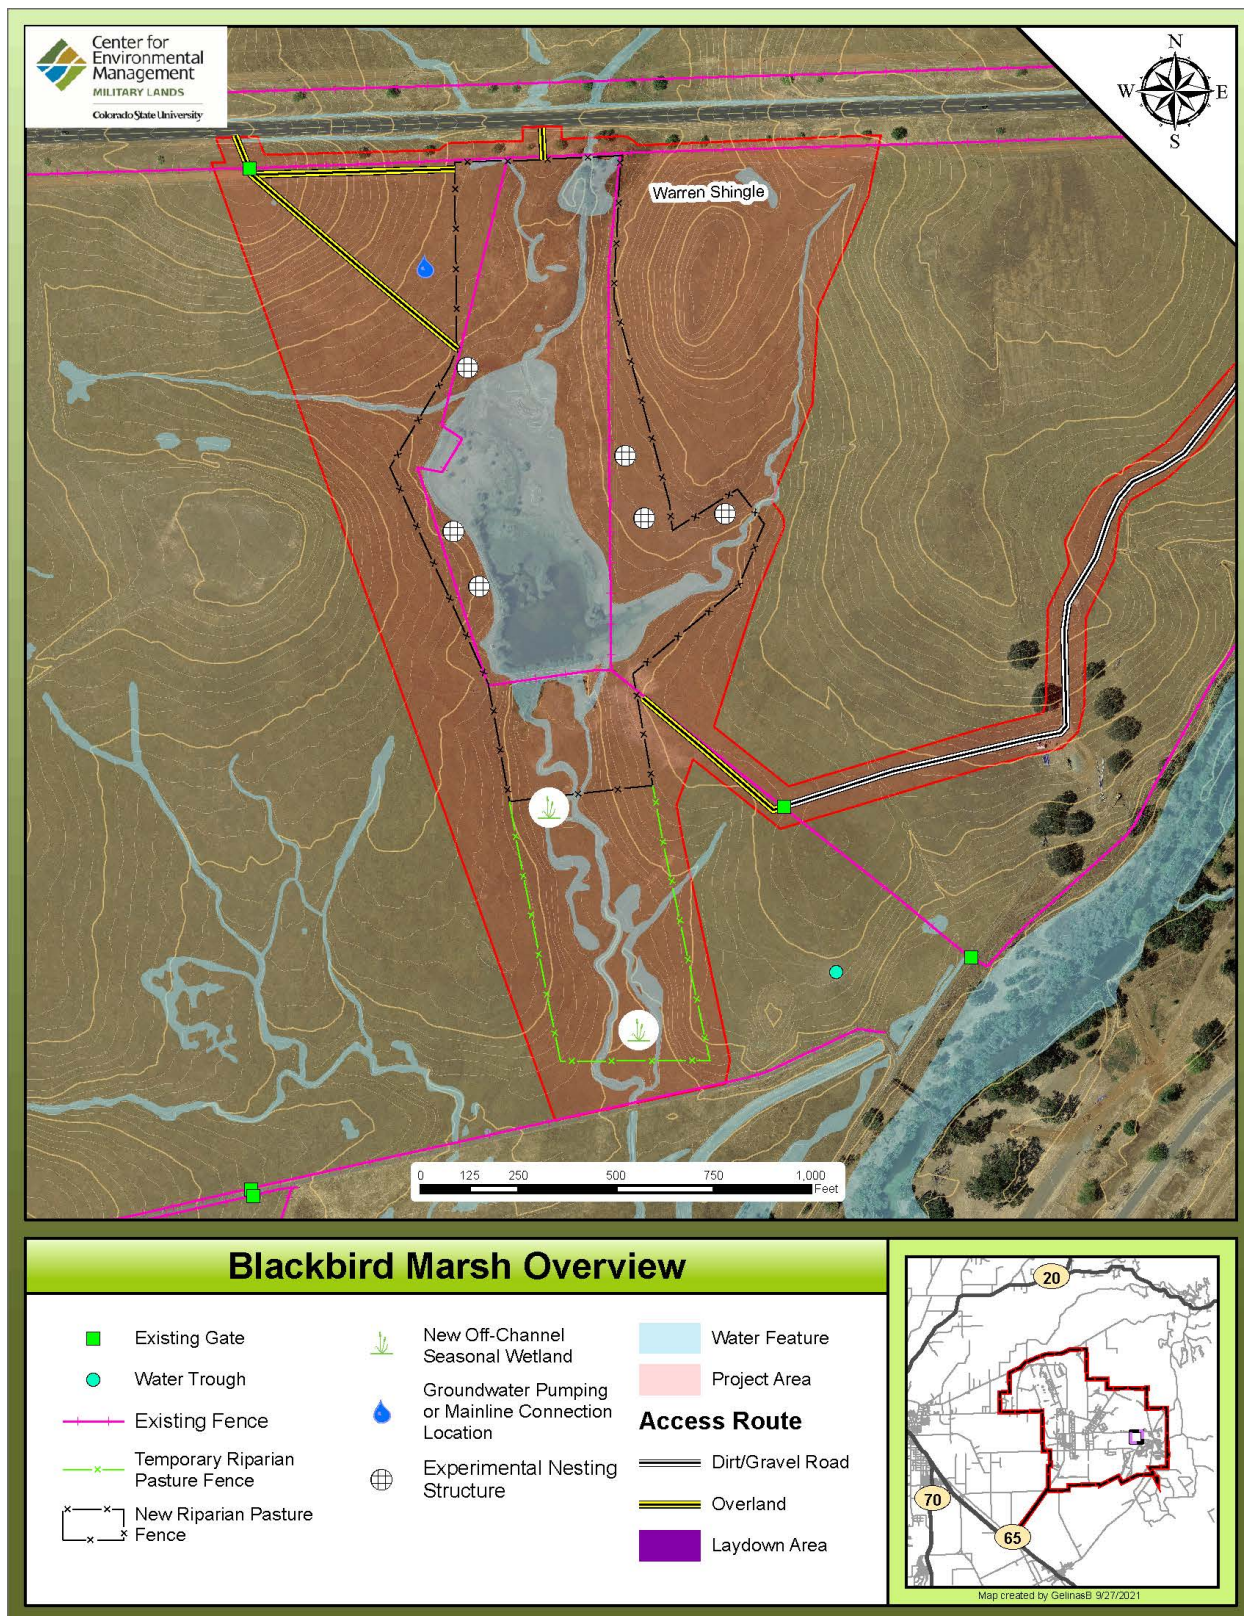 Center for
Environmental
Management
MILITARY LANDS
Colorado State University
N
W
E
S
Warren Shingle
0 125 250 500 750 1,000
Feet
Blackbird Marsh Overview
Existing Gate
Water Trough
Existing Fence
Temporary Riparian
Pasture Fence
New Riparian Pasture
Fence
New Off-Channel
Seasonal Wetland
Groundwater Pumping
or Mainline Connection
Location
Experimental Nesting
Structure
Water Feature
Project Area
Access Route
Dirt/Gravel Road
Overland
Laydown Area
20
70
65
Map created by GelinasB 9/27/2021